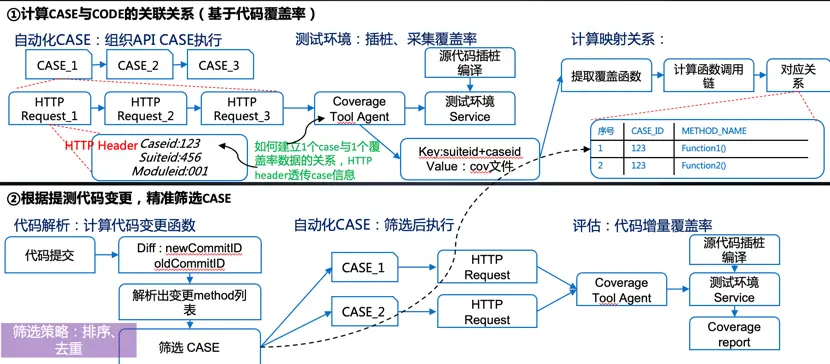 ①计算CASE与CODE的关联关系（基于代码覆盖率）
自动化CASE：组织API CASE执行
CASE_1
CASE_2
CASE_3
HTTP
Request_1
HTTP
Request_2
HTTP
Request_3
HTTP Header
Caseid:123
Suiteid:456
Moduleid:001
如何建立1个case与1个覆
盖率数据的关系，HTTP
header透传case信息
测试环境：插桩、采集覆盖率
源代码插桩
编译
Coverage
Tool Agent
测试环境
Service
Key:suiteid+caseid
Value：cov文件
计算映射关系：
提取覆盖函数
计算函数调用
链
对应关
系
序号 CASE_ID METHOD_NAME
1 123 Function1()
2 123 Function2()
②根据提测代码变更，精准筛选CASE
代码解析：计算代码变更函数
代码提交
Diff : newCommitID
oldCommitID
解析出变更method列
表
筛选策略：排序、
去重
筛选 CASE
自动化CASE：筛选后执行
CASE_1
HTTP
Request
CASE_2
HTTP
Request
评估：代码增量覆盖率
源代码插桩
编译
Coverage
Tool Agent
测试环境
Service
Coverage
report